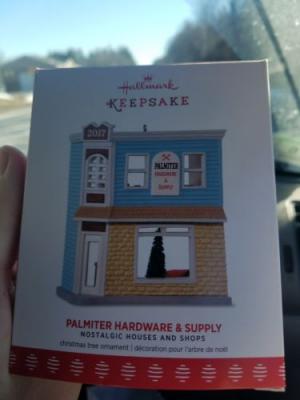 Hallmark
KEEPSAKE
2017
PALMITER
HARDWARE
&
SUPPLY
PALMITER HARDWARE & SUPPLY
NOSTALGIC HOUSES AND SHOPS
christmas tree ornament | décoration pour l'arbre de noël